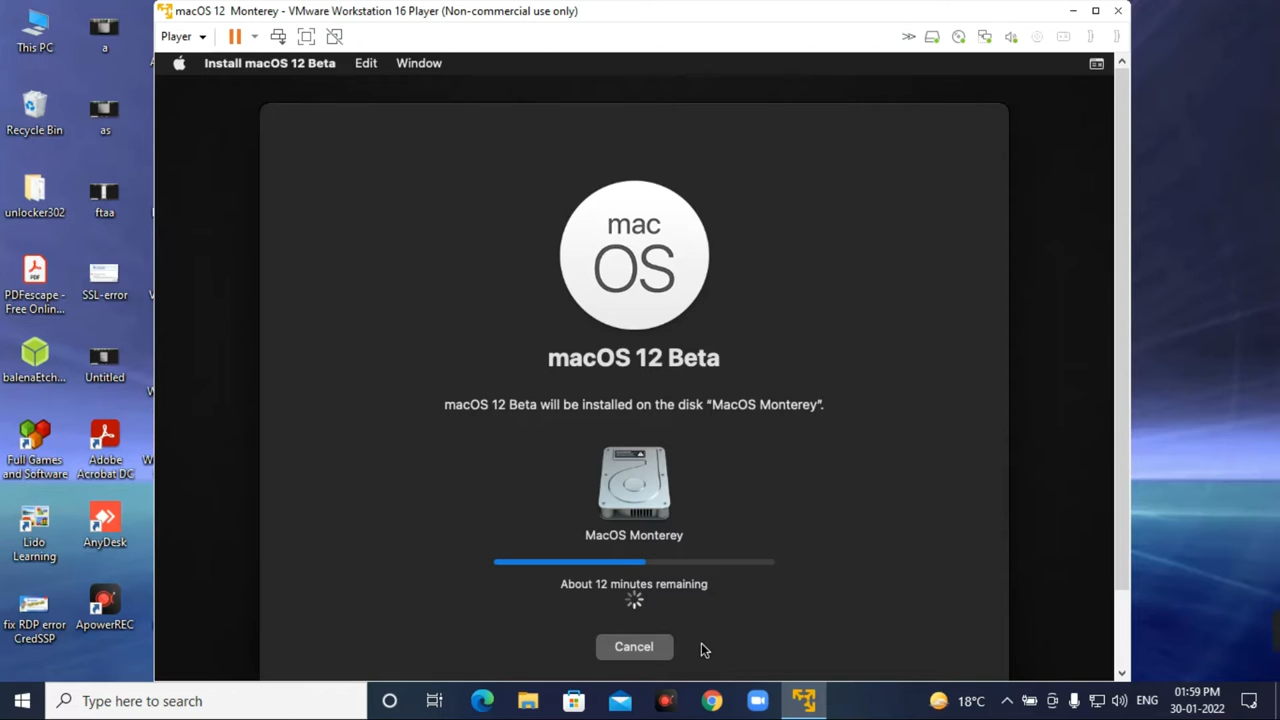 macOS 12 Monterey - VMware Workstation 16 Player (Non-commercial use only)
Player
Install macOS 12 Beta Edit Window
This PC
a
Recycle Bin
as
unlocker302
ftaa
PDFescape -
Free Onlin...
SSL-error
balenaEtch...
Untitled
Full Games
and Software
Adobe
Acrobat DC
Lido
Learning
AnyDesk
fix RDP error
CredSSP
ApowerREC
mac
OS
macOS 12 Beta
macOS 12 Beta will be installed on the disk “MacOS Monterey”.
MacOS Monterey
About 12 minutes remaining
Cancel
Type here to search
18°C
ENG
01:59 PM
30-01-2022